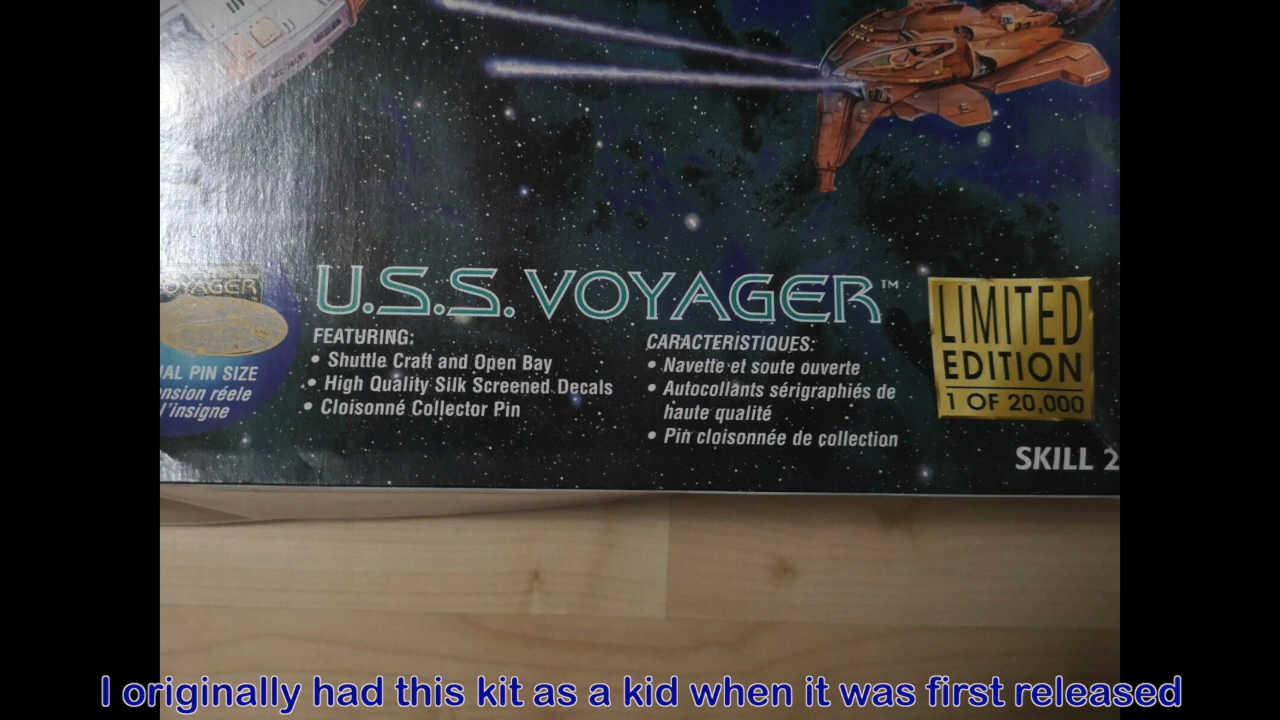 U.S.S. VOYAGER™
FEATURING:
• Shuttle Craft and Open Bay
• High Quality Silk Screened Decals
• Cloisonné Collector Pin
CARACTERISTIQUES:
• Navette et soute ouverte
• Autocollants sérigraphiés de
haute qualité
• Pin cloisonnée de collection
LIMITED
EDITION
1 OF 20,000
SKILL 2
OYAGER
AL PIN SIZE
nsion réele
l'insigne
I originally had this kit as a kid when it was first released